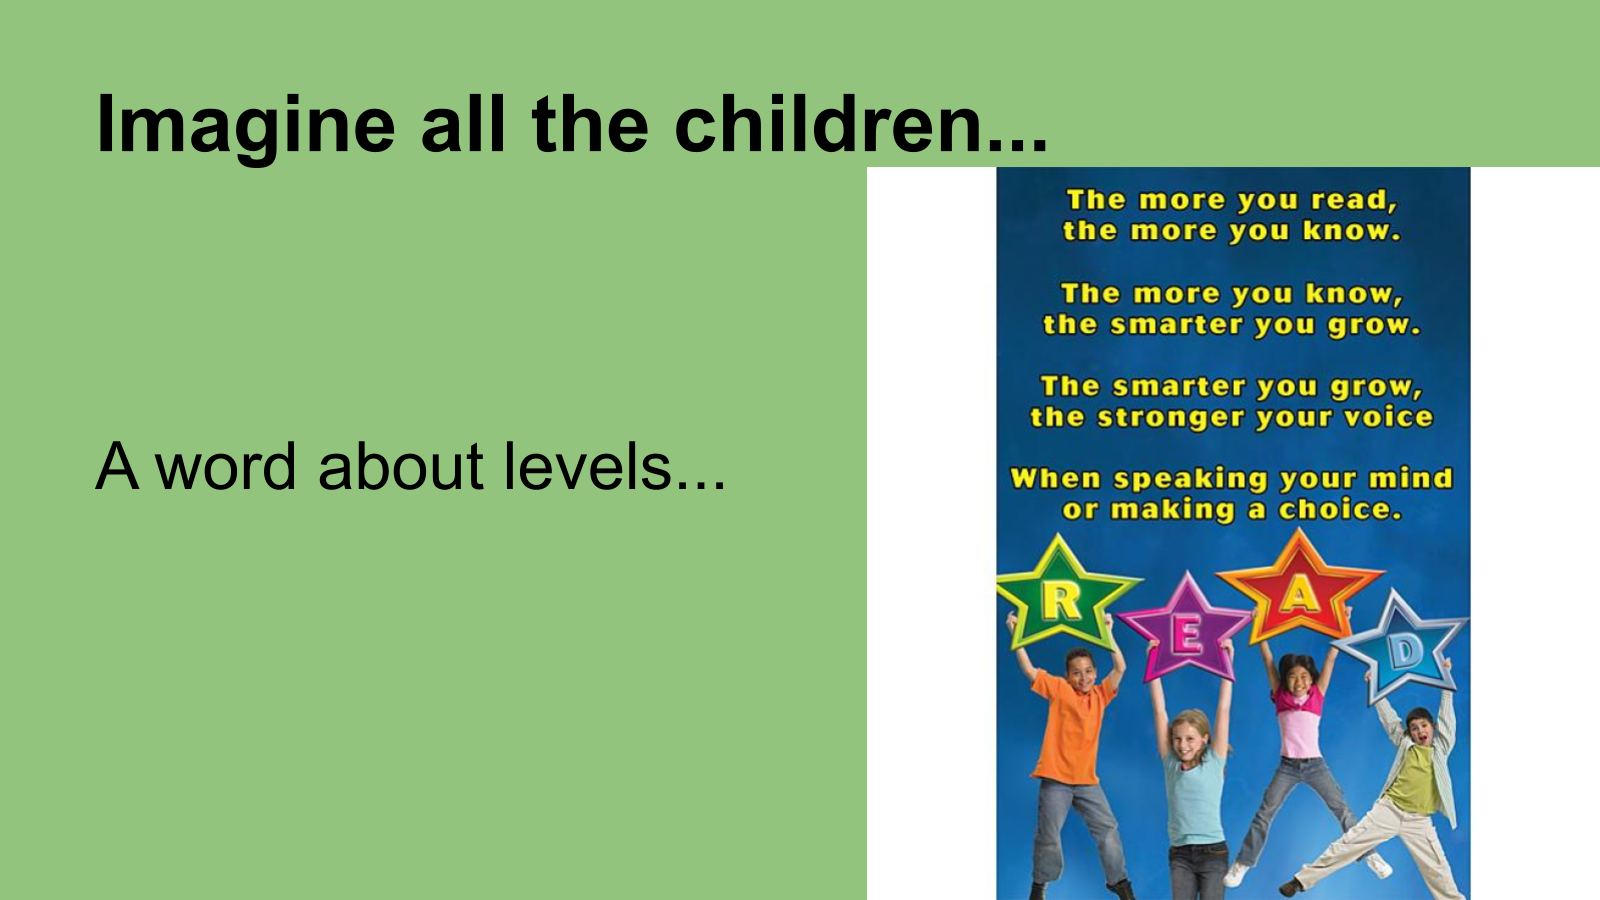 Imagine all the children...
A word about levels...
The more you read,
the more you know.
The more you know,
the smarter you grow.
The smarter you grow,
the stronger your voice
When speaking your mind
or making a choice.
R E A D